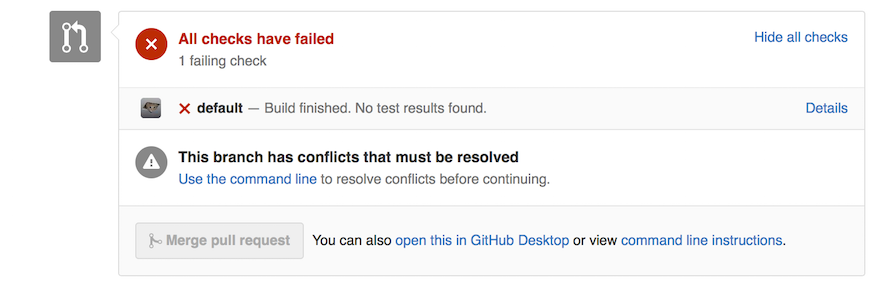 All checks have failed
Hide all checks
1 failing check
default — Build finished. No test results found.
Details
This branch has conflicts that must be resolved
Use the command line to resolve conflicts before continuing.
Merge pull request
You can also open this in GitHub Desktop or view command line instructions.